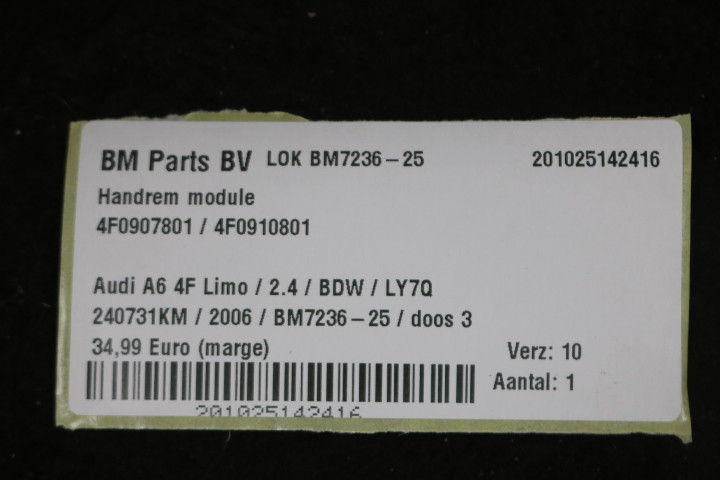 BM Parts BV LOK BM7236-25 201025142416
Handrem module
4F0907801 / 4F0910801
Audi A6 4F Limo / 2.4 / BDW / LY7Q
240731KM / 2006 / BM7236-25 / doos 3
34,99 Euro (marge) Verz: 10
Aantal: 1
201025142416